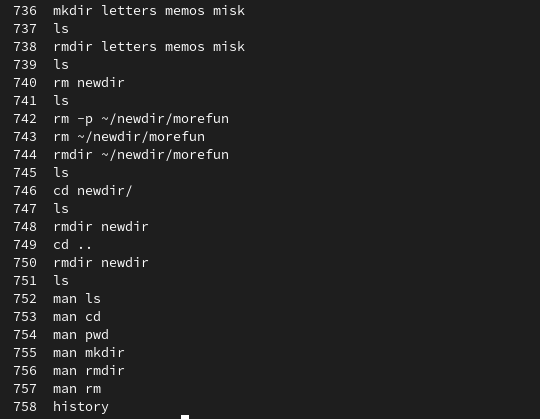 736 mkdir letters memos misk
737 ls
738 rmdir letters memos misk
739 ls
740 rm newdir
741 ls
742 rm -p ~/newdir/morefun
743 rm ~/newdir/morefun
744 rmdir ~/newdir/morefun
745 ls
746 cd newdir/
747 ls
748 rmdir newdir
749 cd ..
750 rmdir newdir
751 ls
752 man ls
753 man cd
754 man pwd
755 man mkdir
756 man rmdir
757 man rm
758 history